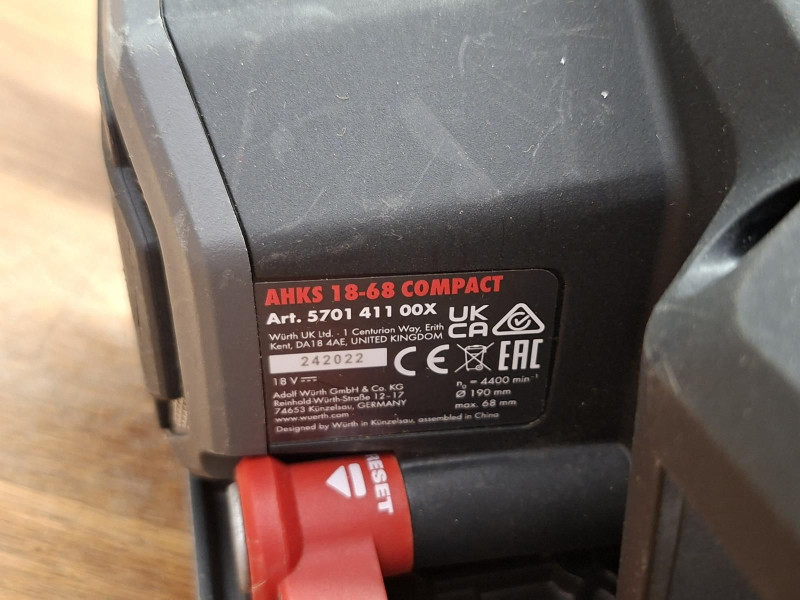 AHKS 18-68 COMPACT
Art. 5701 411 00X
Würth UK Ltd. · 1 Centurion Way, Erith
Kent, DA18 4AE, UNITED KINGDOM
UK
CA
242022
CE
EAC
18 V
Adolf Würth GmbH & Co. KG
Reinhold-Würth-Straße 12–17
74653 Künzelsau, GERMANY
www.wuerth.com
n₀ = 4400 min⁻¹
Ø 190 mm
max. 68 mm
Designed by Würth in Künzelsau, assembled in China
RESET